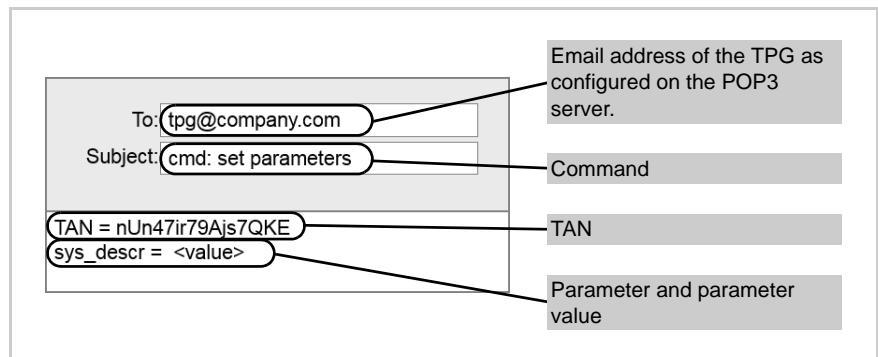 Email address of the TPG as
configured on the POP3
server.
To: tpg@company.com
Subject: cmd: set parameters
Command
TAN = nUn47ir79Ajs7QKE
TAN
sys_descr = <value>
Parameter and parameter
value